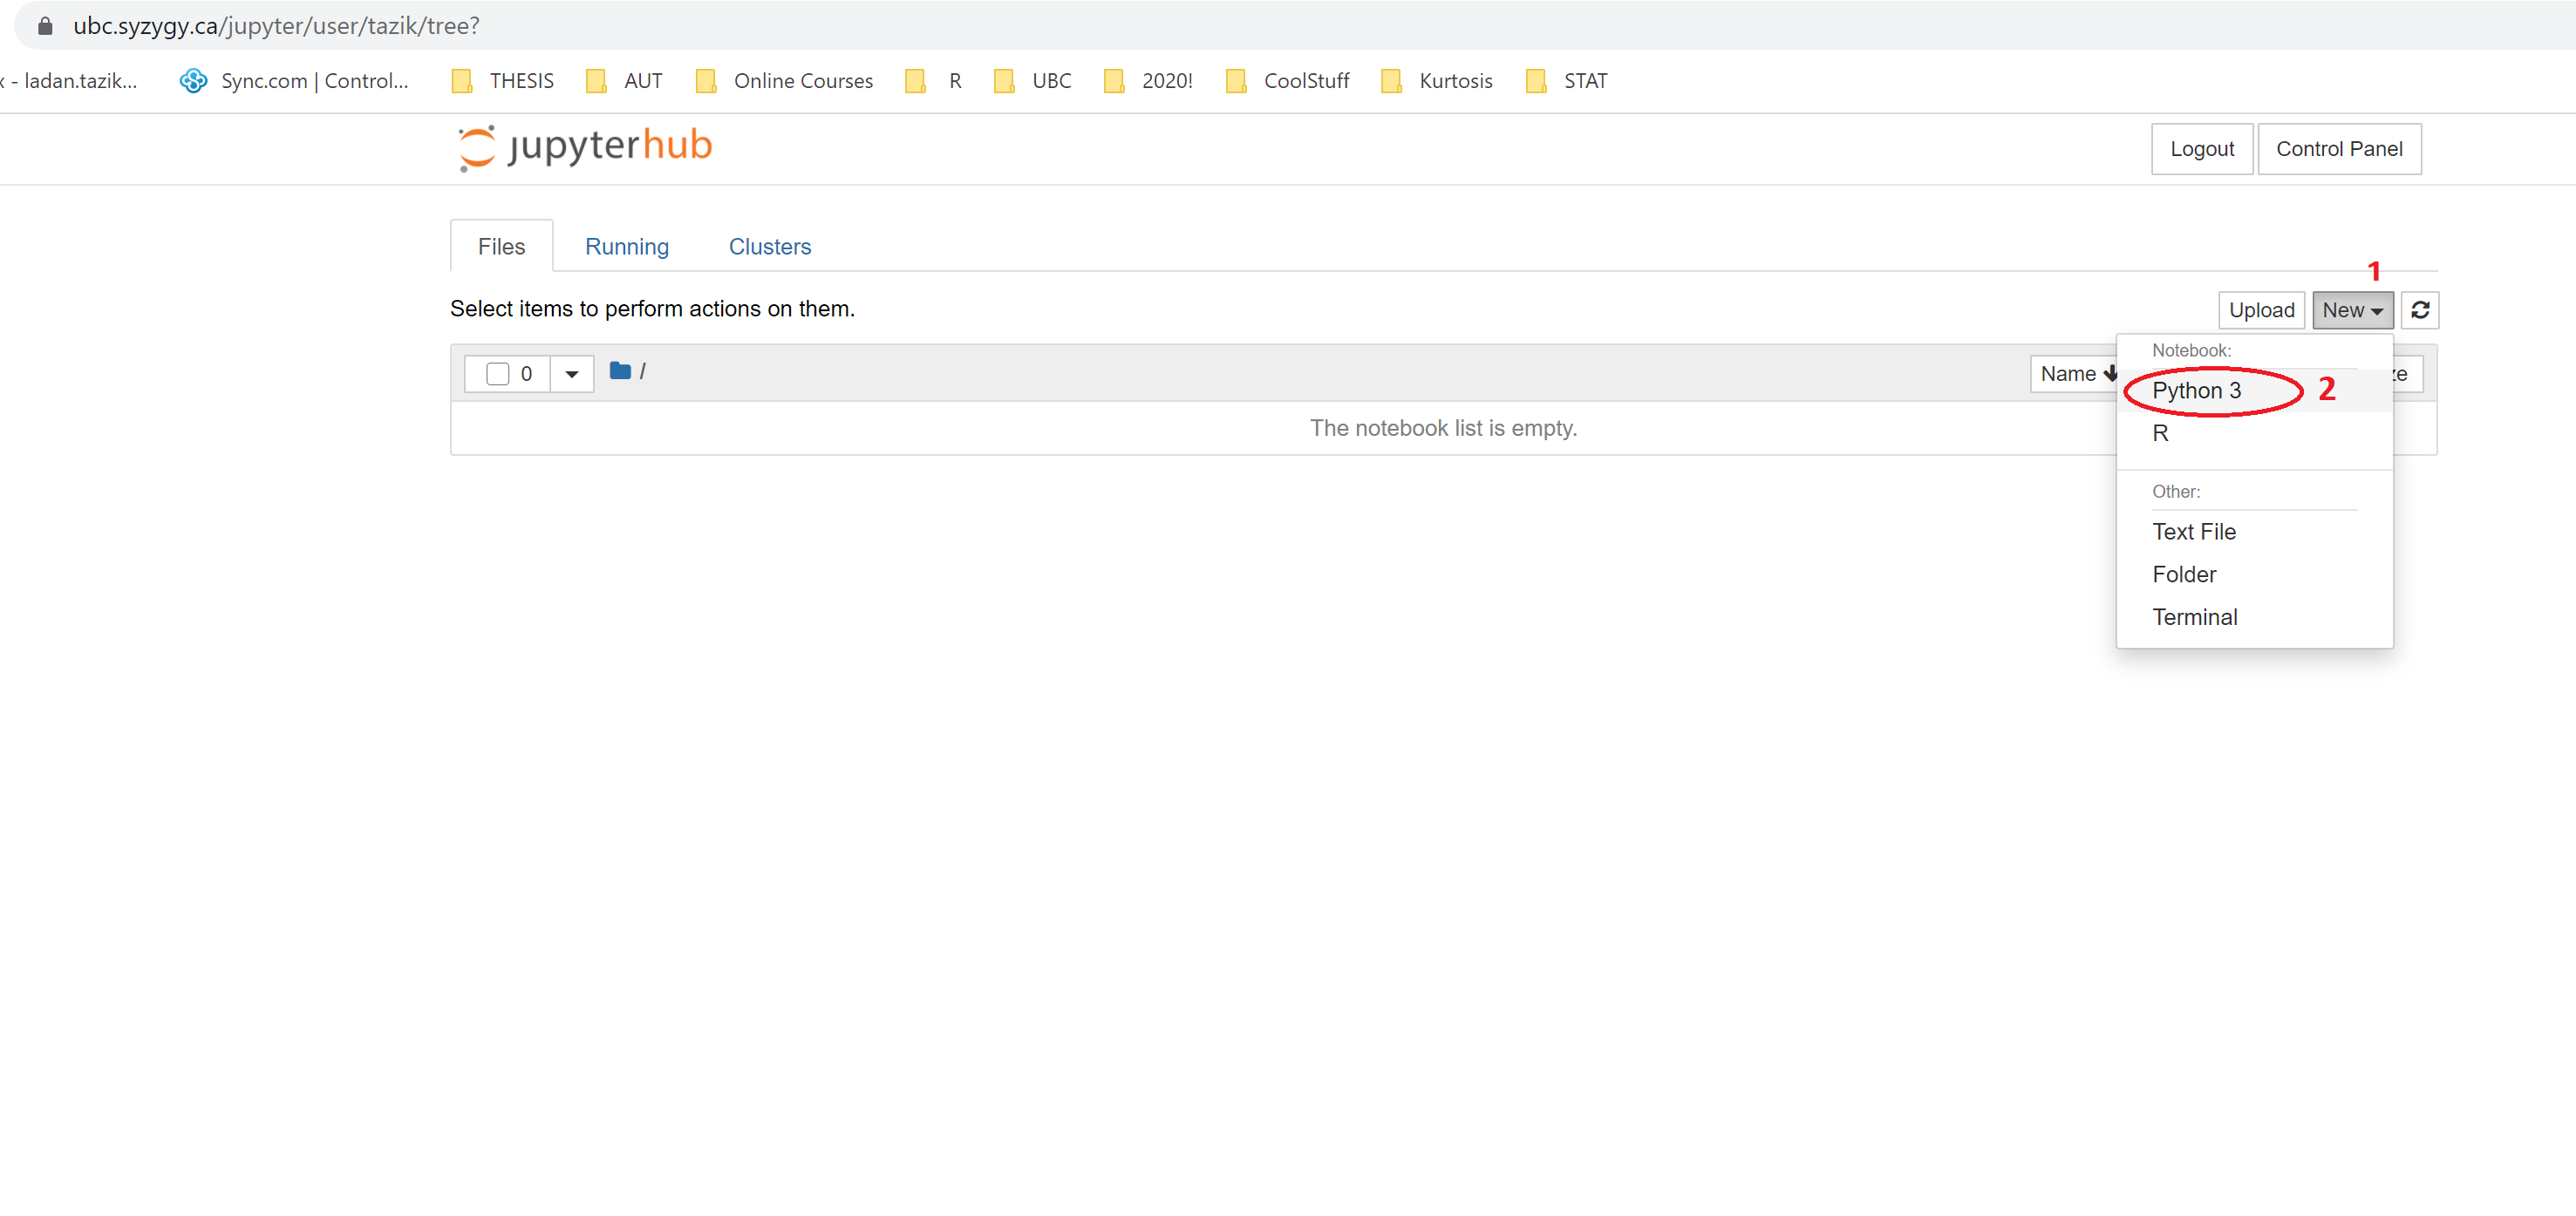 ubc.syzygy.ca/jupyter/user/tazik/tree?
x - ladan.tazik... Sync.com | Control... THESIS AUT Online Courses R UBC 2020! CoolStuff Kurtosis STAT
jupyterhub Logout Control Panel
Files Running Clusters
1
Select items to perform actions on them. Upload New
0 / Name ze
The notebook list is empty.
Notebook:
Python 3 2
R
Other:
Text File
Folder
Terminal